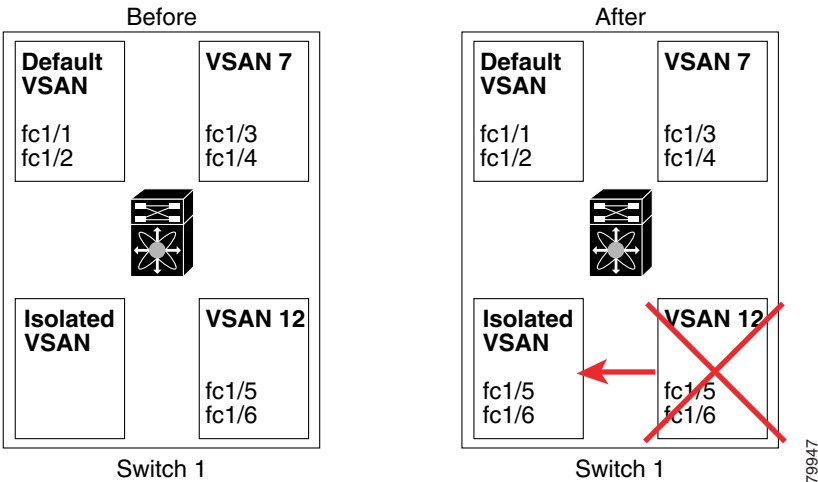 Before
Default
VSAN
fc1/1
fc1/2
VSAN 7
fc1/3
fc1/4
Isolated
VSAN
VSAN 12
fc1/5
fc1/6
Switch 1
After
Default
VSAN
fc1/1
fc1/2
VSAN 7
fc1/3
fc1/4
Isolated
VSAN
fc1/5
fc1/6
VSAN 12
fc1/5
fc1/6
Switch 1
79947